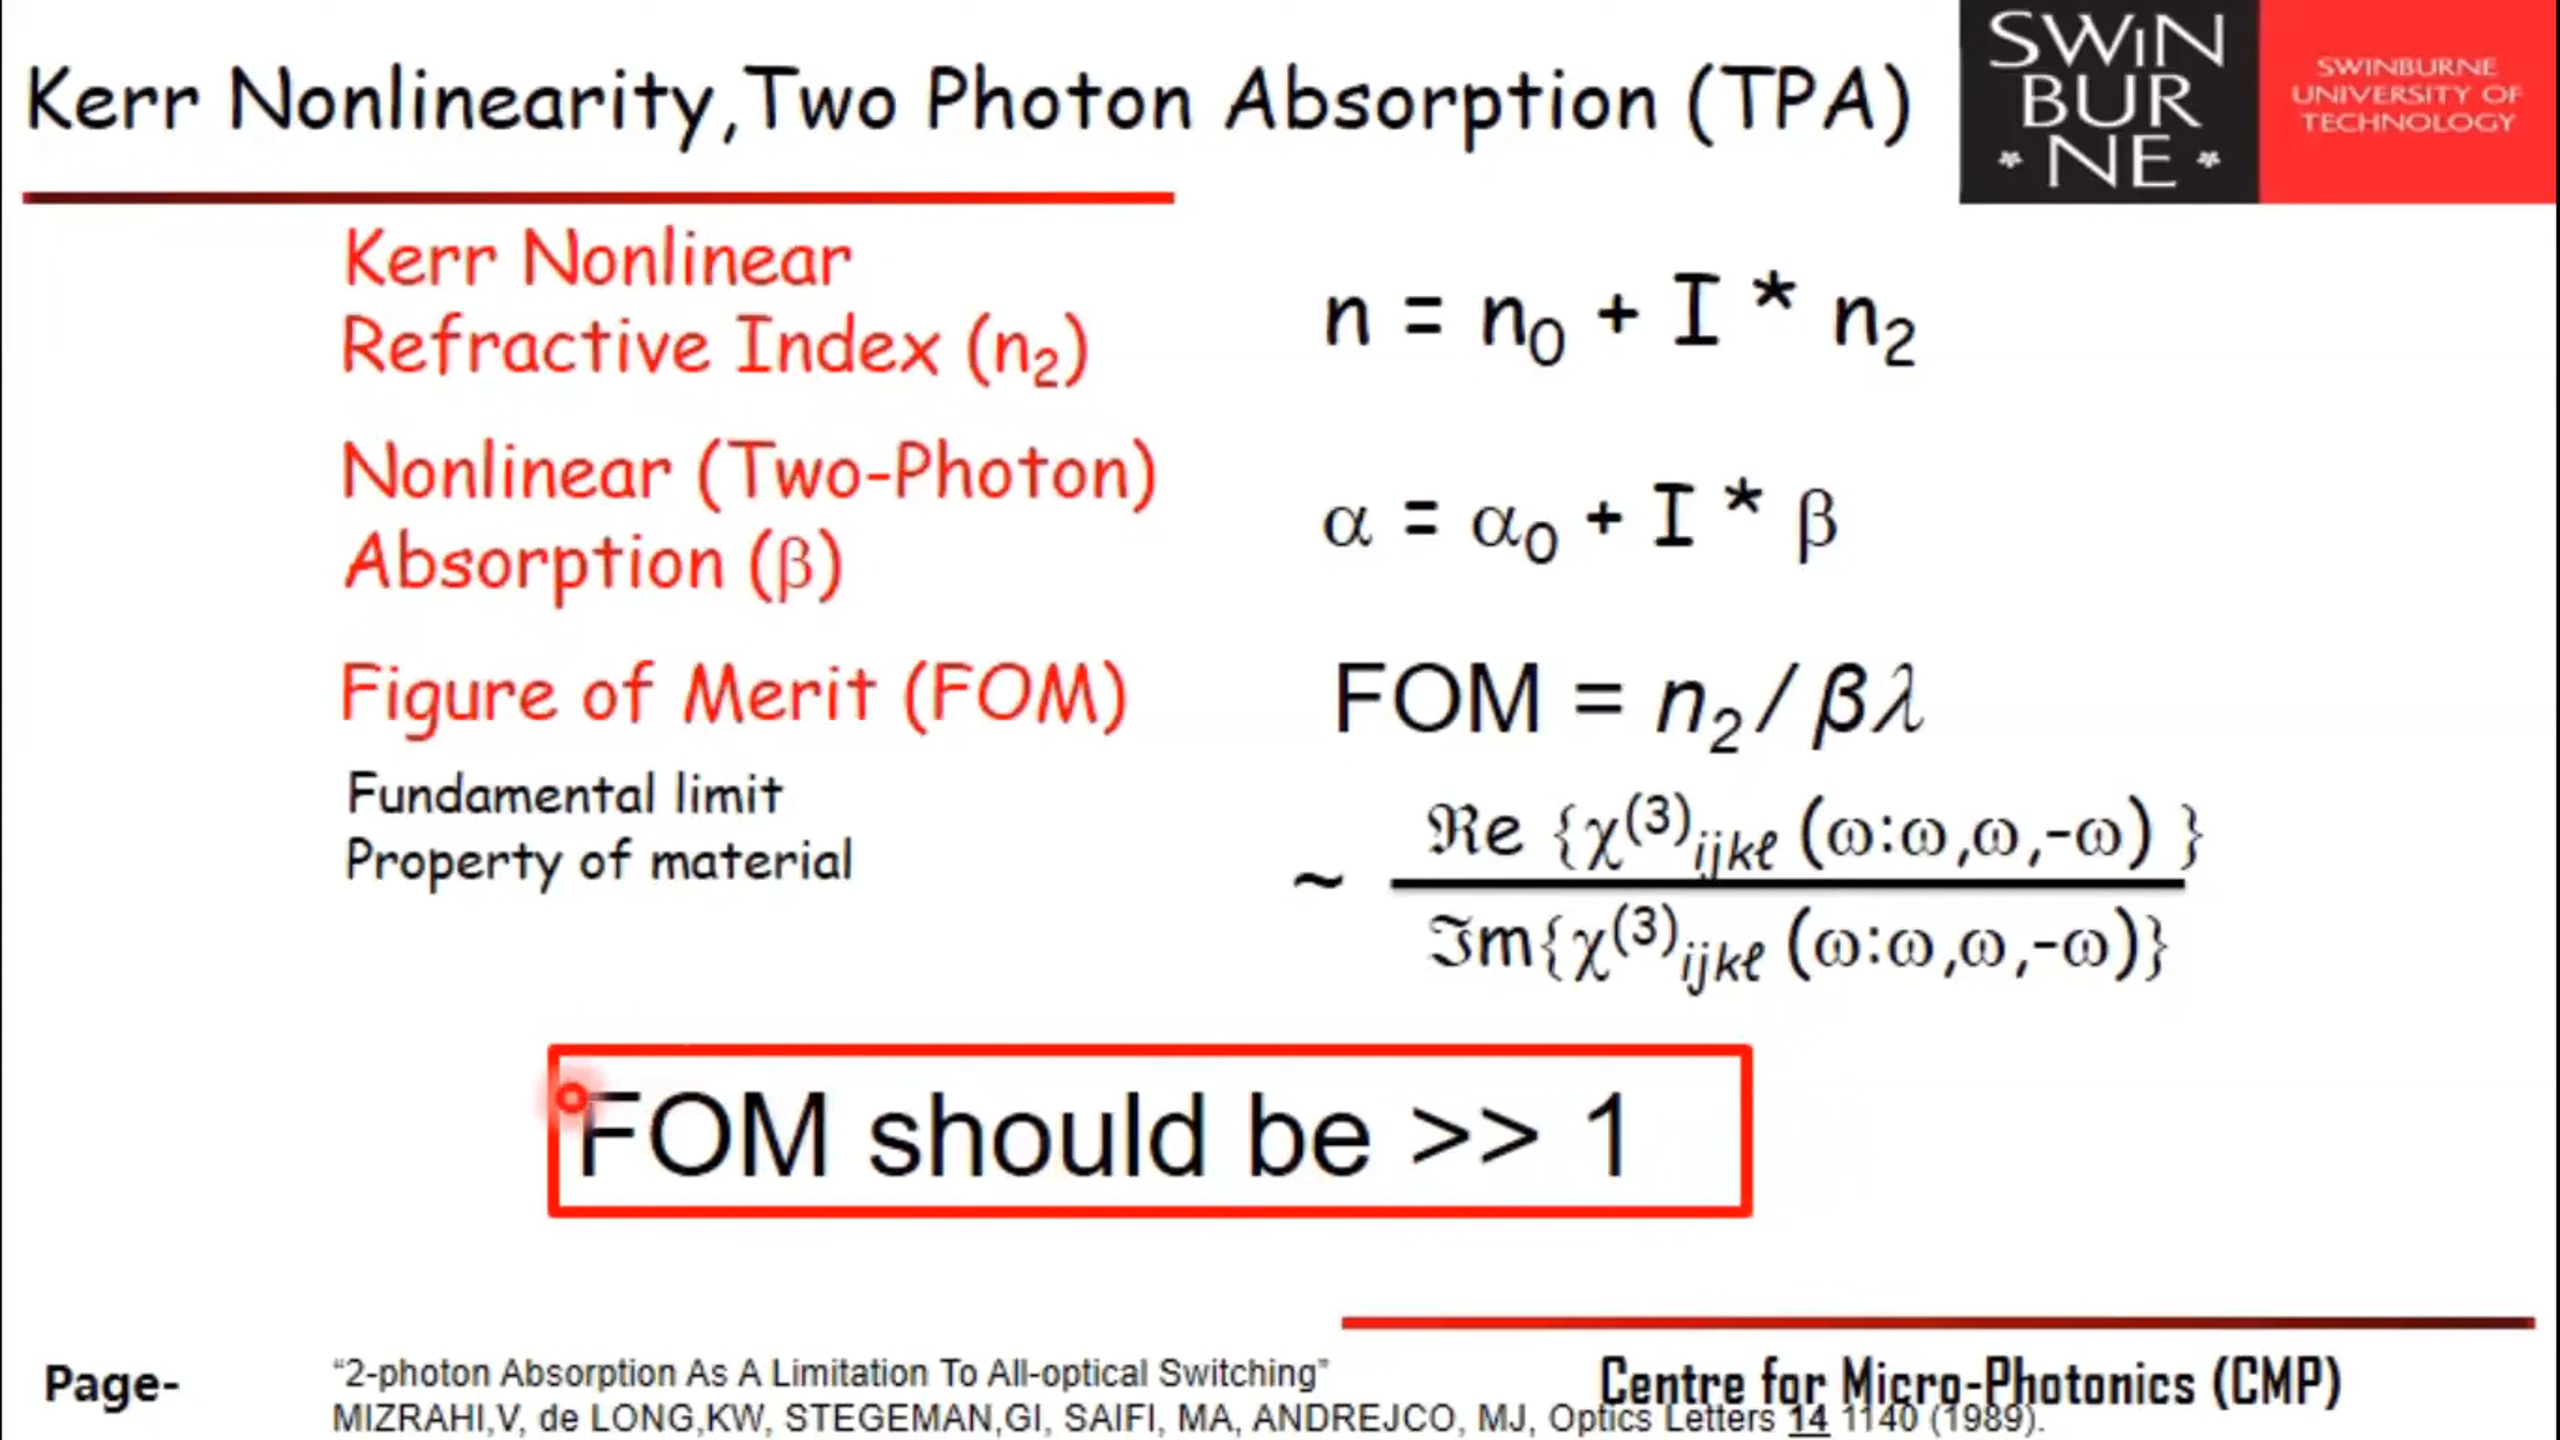 Kerr Nonlinearity,Two Photon Absorption (TPA)
SWiN
BUR
* NE *
SWINBURNE
UNIVERSITY OF
TECHNOLOGY
Kerr Nonlinear
Refractive Index (n₂)
n = n₀ + I * n₂
Nonlinear (Two-Photon)
Absorption (β)
α = α₀ + I * β
Figure of Merit (FOM)
FOM = n₂/βλ
Fundamental limit
Property of material
~ ℜe {χ⁽³⁾ijkℓ (ω:ω,ω,-ω) }
ℑm{χ⁽³⁾ijkℓ (ω:ω,ω,-ω)}
FOM should be >> 1
Page-
“2-photon Absorption As A Limitation To All-optical Switching”
MIZRAHI,V, de LONG,KW, STEGEMAN,GI, SAIFI, MA, ANDREJCO, MJ, Optics Letters 14 1140 (1989).
Centre for Micro-Photonics (CMP)